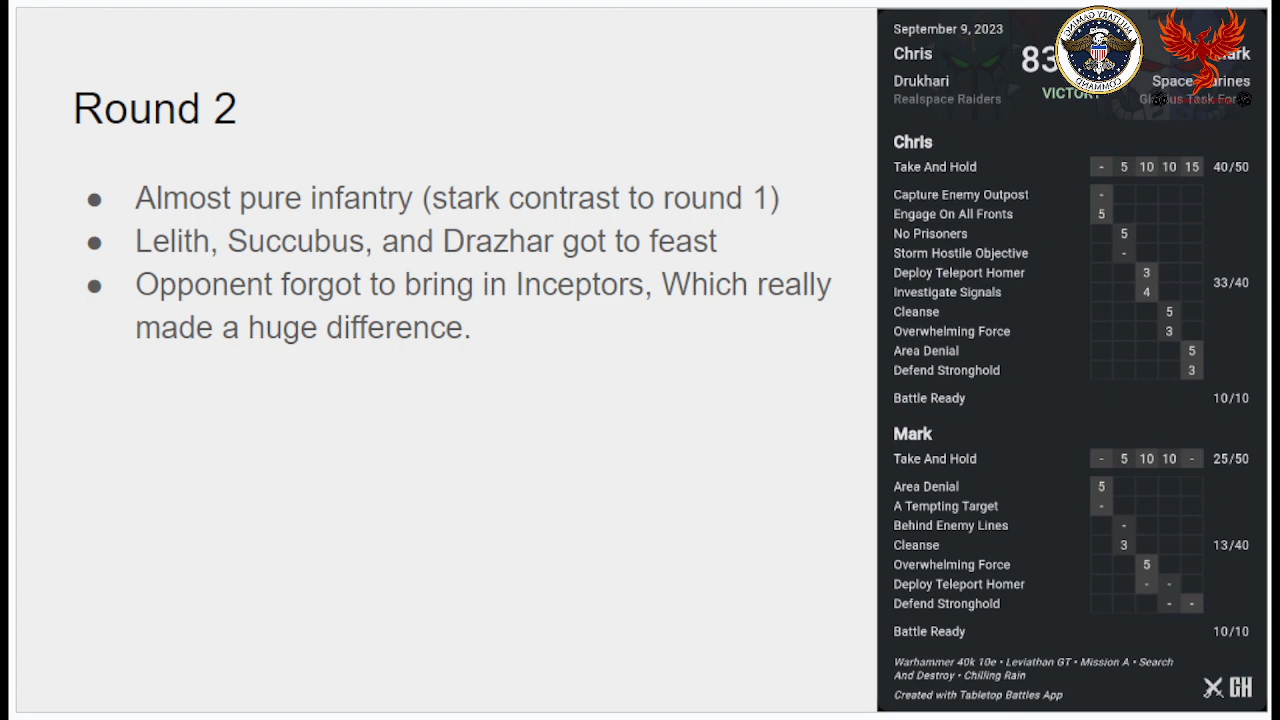 Round 2
● Almost pure infantry (stark contrast to round 1)
● Lelith, Succubus, and Drazhar got to feast
● Opponent forgot to bring in Inceptors, Which really
made a huge difference.
September 9, 2023
Chris 83
Drukhari
Realspace Raiders
MILITARY GAMING
COMMAND
Chris
Take And Hold - 5 10 10 15 40/50
Capture Enemy Outpost -
Engage On All Fronts 5
No Prisoners 5
Storm Hostile Objective -
Deploy Teleport Homer 3
Investigate Signals 4
33/40
Cleanse 5
Overwhelming Force 3
Area Denial 5
Defend Stronghold 3
Battle Ready 10/10
Mark
Take And Hold - 5 10 10 - 25/50
Area Denial 5
A Tempting Target -
Behind Enemy Lines -
Cleanse 3 13/40
Overwhelming Force 5
Deploy Teleport Homer - -
Defend Stronghold - -
Battle Ready 10/10
Warhammer 40k 10e • Leviathan GT • Mission A • Search
And Destroy • Chilling Rain
Created with Tabletop Battles App
GH